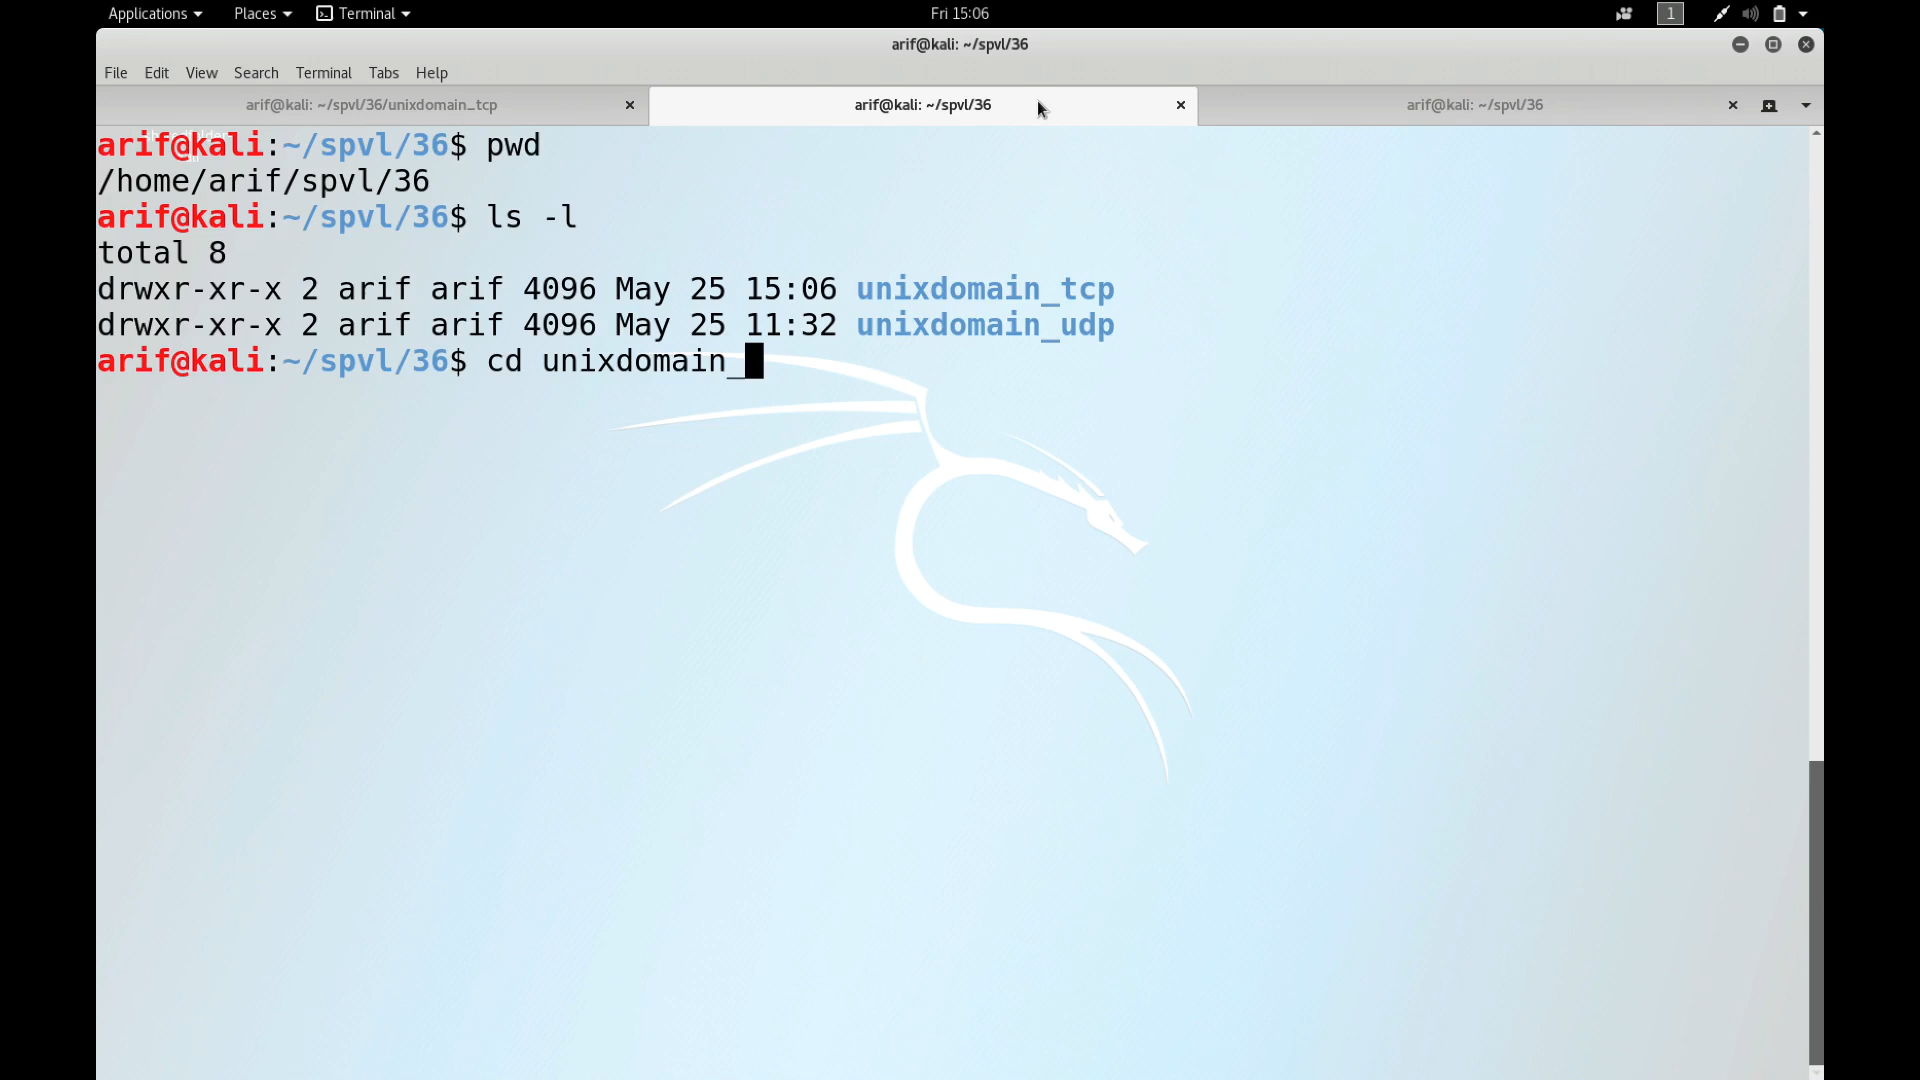 Applications Places Terminal Fri 15:06 1
arif@kali: ~/spvl/36
File Edit View Search Terminal Tabs Help
arif@kali: ~/spvl/36/unixdomain_tcp arif@kali: ~/spvl/36 arif@kali: ~/spvl/36
arif@kali:~/spvl/36$ pwd
/home/arif/spvl/36
arif@kali:~/spvl/36$ ls -l
total 8
drwxr-xr-x 2 arif arif 4096 May 25 15:06 unixdomain_tcp
drwxr-xr-x 2 arif arif 4096 May 25 11:32 unixdomain_udp
arif@kali:~/spvl/36$ cd unixdomain_